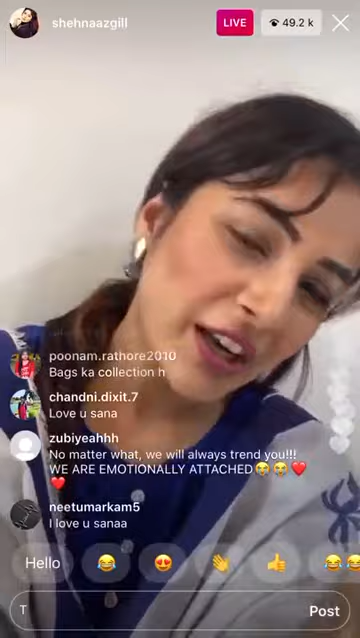 shehnaazgill
LIVE
49.2 k
poonam.rathore2010
Bags ka collection h
chandni.dixit.7
Love u sana
zubiyeahhh
No matter what, we will always trend you!!!
WE ARE EMOTIONALLY ATTACHED😭😭❤️
❤️
neetumarkam5
I love u sanaa
Hello 😂 😍 👏 👍 😂😂
T
Post